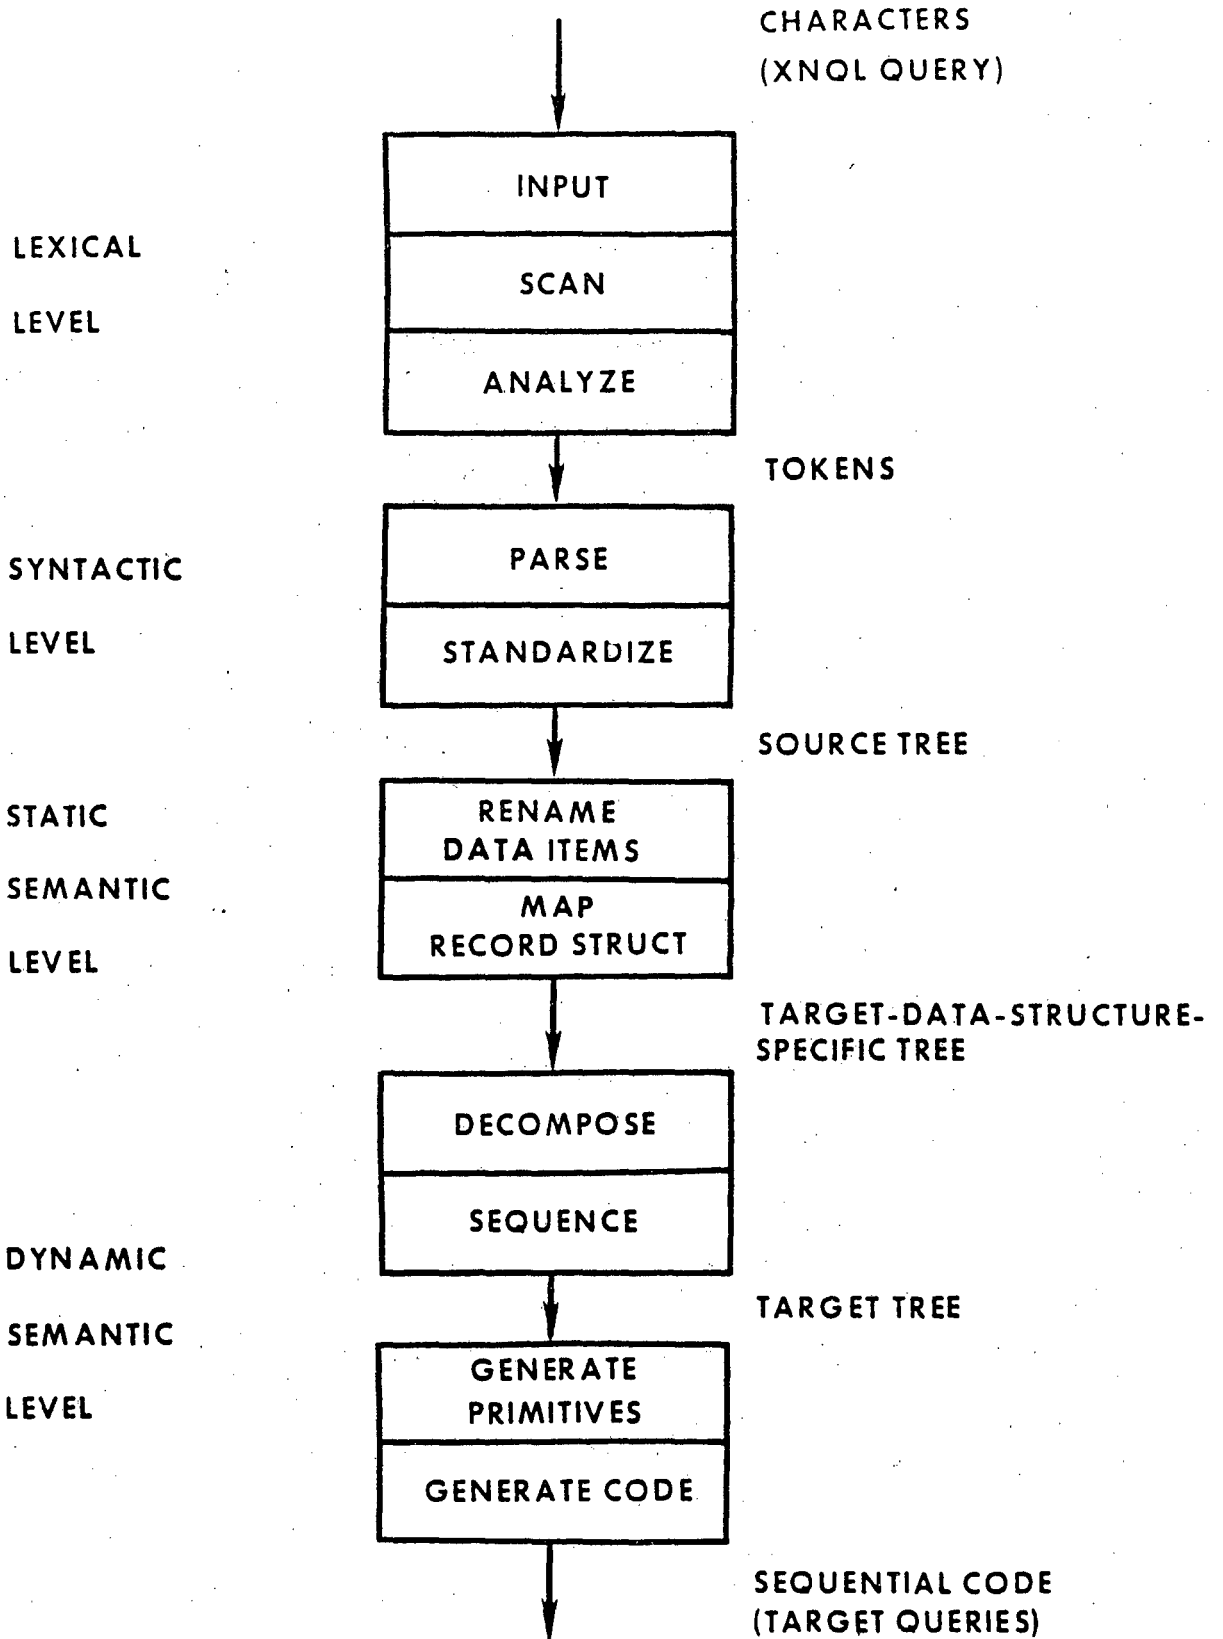 CHARACTERS
(XNQL QUERY)
INPUT
LEXICAL
SCAN
LEVEL
ANALYZE
TOKENS
PARSE
SYNTACTIC
LEVEL
STANDARDIZE
SOURCE TREE
RENAME
STATIC
DATA ITEMS
SEMANTIC
MAP
RECORD STRUCT
LEVEL
TARGET-DATA-STRUCTURE-
SPECIFIC TREE
DECOMPOSE
SEQUENCE
DYNAMIC
TARGET TREE
SEMANTIC
GENERATE
PRIMITIVES
LEVEL
GENERATE CODE
SEQUENTIAL CODE
(TARGET QUERIES)